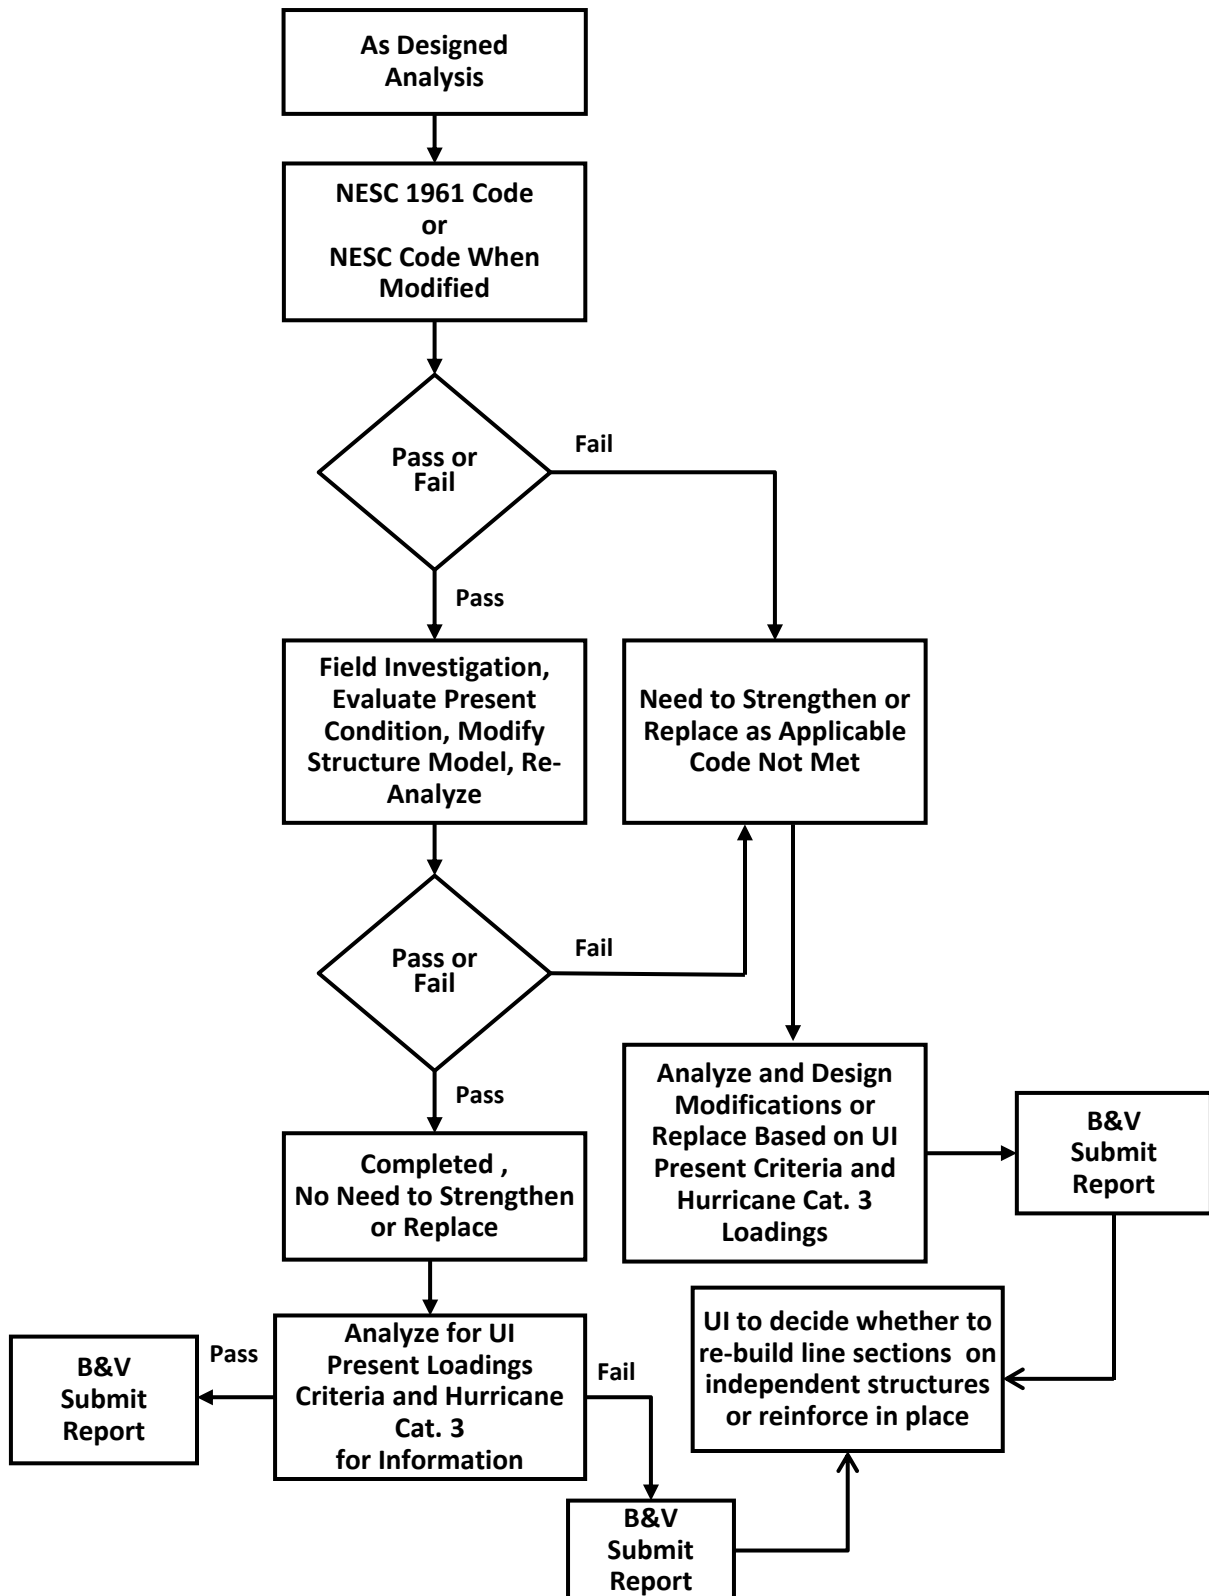 As Designed
Analysis
NESC 1961 Code
or
NESC Code When
Modified
Pass or
Fail
Fail
Pass
Field Investigation,
Evaluate Present
Condition, Modify
Structure Model, Re-
Analyze
Need to Strengthen or
Replace as Applicable
Code Not Met
Pass or
Fail
Fail
Pass
Completed ,
No Need to Strengthen
or Replace
Analyze and Design
Modifications or
Replace Based on UI
Present Criteria and
Hurricane Cat. 3
Loadings
B&V
Submit
Report
UI to decide whether to
re-build line sections on
independent structures
or reinforce in place
Analyze for UI
Present Loadings
Criteria and Hurricane
Cat. 3
for Information
Pass
Fail
B&V
Submit
Report
B&V
Submit
Report